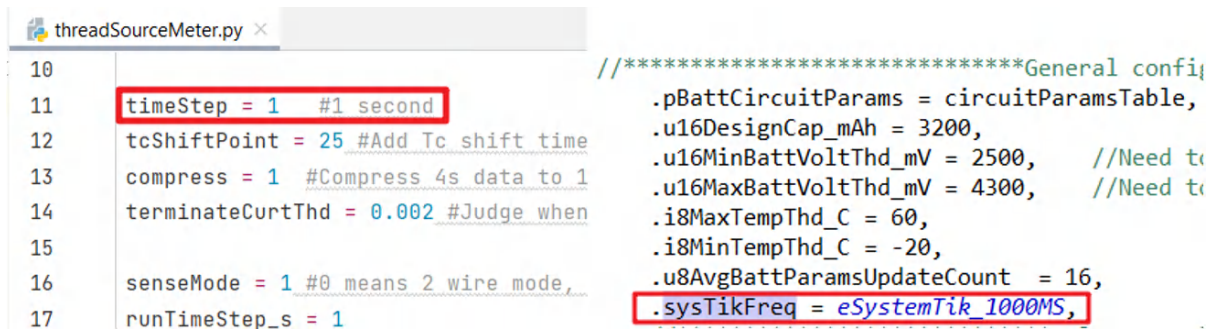 threadSourceMeter.py
10
11 timeStep = 1 #1 second
12 tcShiftPoint = 25 #Add Tc shift time
13 compress = 1 #Compress 4s data to 1
14 terminateCurtThd = 0.002 #Judge when
15
16 senseMode = 1 #0 means 2 wire mode,
17 runTimeStep_s = 1
//******************************General config
.pBattCircuitParams = circuitParamsTable,
.u16DesignCap_mAh = 3200,
.u16MinBattVoltThd_mV = 2500, //Need to
.u16MaxBattVoltThd_mV = 4300, //Need to
.i8MaxTempThd_C = 60,
.i8MinTempThd_C = -20,
.u8AvgBattParamsUpdateCount = 16,
.sysTikFreq = eSystemTik_1000MS,